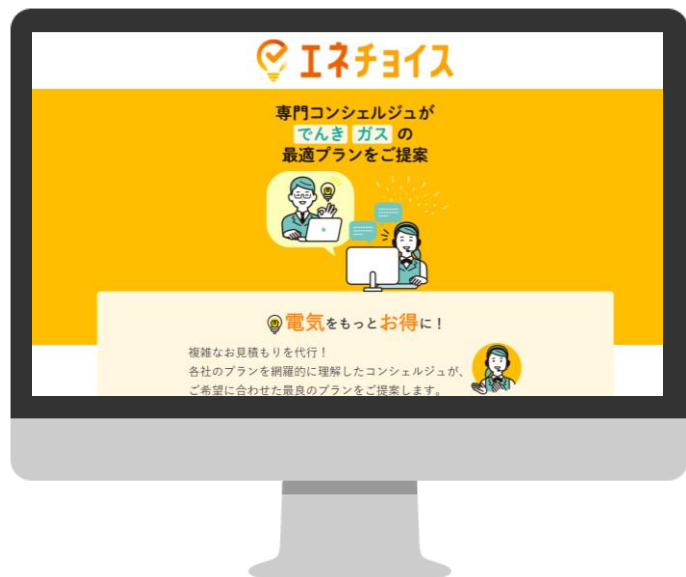 エネチョイス
専門コンシェルジュが
でんき ガス の
最適プランをご提案
電気をもっとお得に！
複雑なお見積もりを代行！
各社のプランを網羅的に理解したコンシェルジュが、
ご希望に合わせた最良のプランをご提案します。